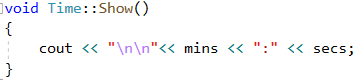 void Time::Show()
{
    cout << "\n\n"<< mins << ":" << secs;
}